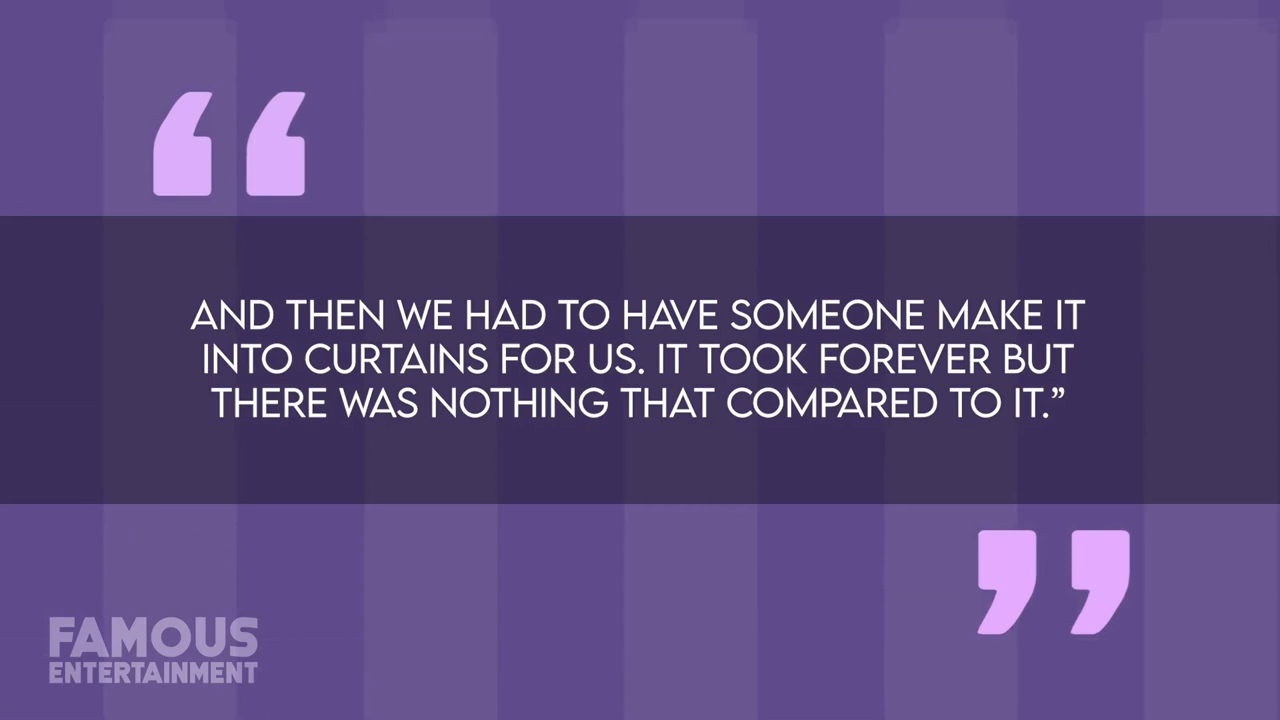 AND THEN WE HAD TO HAVE SOMEONE MAKE IT
INTO CURTAINS FOR US. IT TOOK FOREVER BUT
THERE WAS NOTHING THAT COMPARED TO IT.”
FAMOUS
ENTERTAINMENT